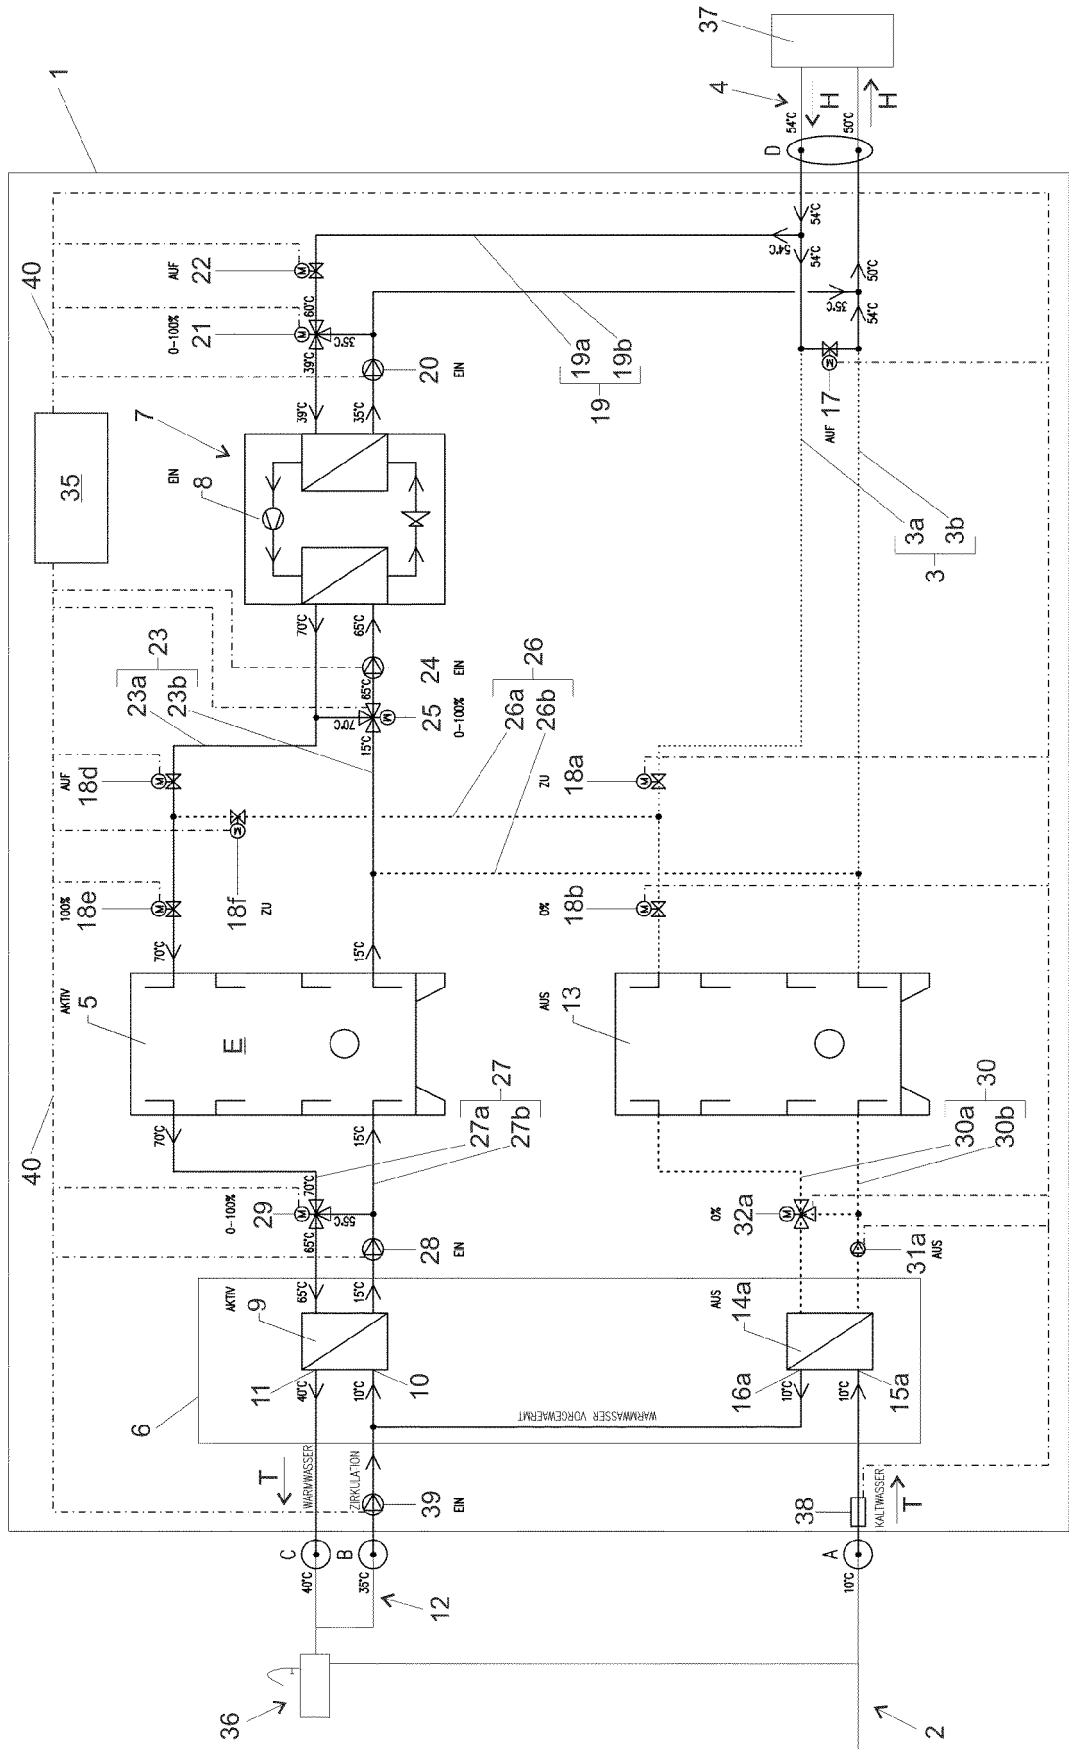 1
37
4
H
H
54°C
50°C
D
54°C
54°C
54°C
50°C
35°C
54°C
40
AUF
22
0-100%
21
60°C
39°C
35°C
20
EIN
19a
19b
19
17
AUF
39°C
35°C
7
EIN
8
35
3a
3b
3
70°C
65°C
23
23a
23b
24
EIN
65°C
70°C
15°C
25
0-100%
26
26a
26b
AUF
18d
ZU
18a
100%
18e
18f
ZU
0%
18b
70°C
15°C
AKTIV
5
E
AUS
13
40
70°C
15°C
27
27a
27b
30
30a
30b
0-100%
29
70°C
65°C
55°C
28
EIN
0%
32a
31a
AUS
65°C
15°C
AKTIV
9
AUS
14a
11
10
40°C
10°C
16a
15a
10°C
10°C
6
WARMWASSER VORGEWAERMT
T
WARMWASSER
ZIRKULATION
39
EIN
38
KALTWASSER
T
C
B
A
40°C
35°C
10°C
12
36
2
M
M
M
M
M
M
M
M
M
M
M